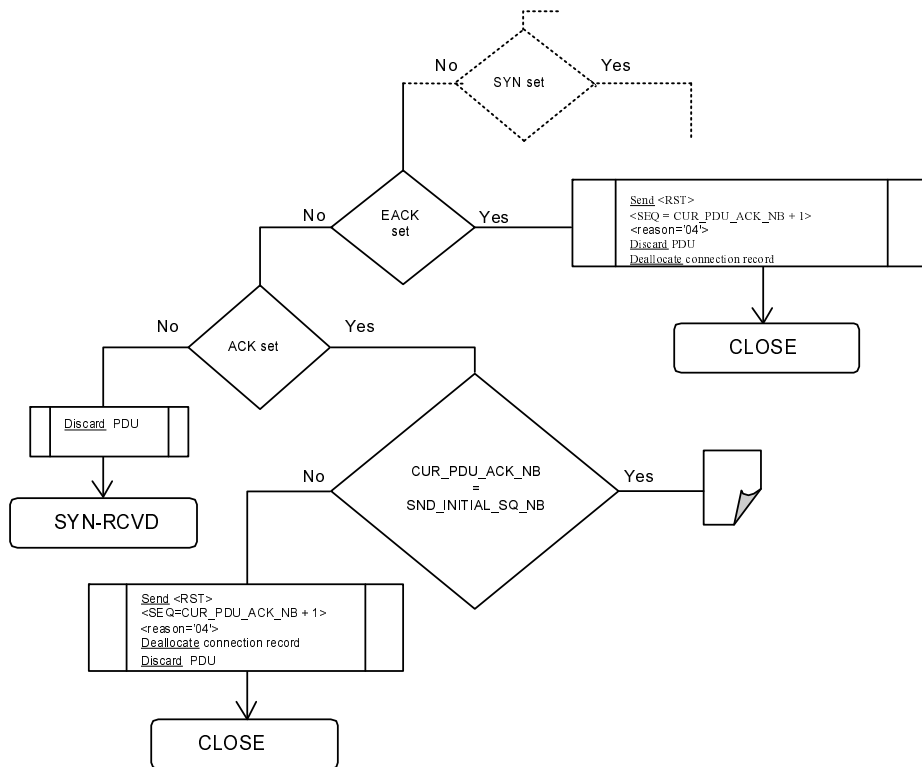 No
Yes
SYN set
No
EACK
set
Yes
Send <RST>
<SEQ = CUR_PDU_ACK_NB + 1>
<reason='04'>
Discard PDU
Deallocate connection record
CLOSE
No
ACK set
Yes
Discard PDU
SYN-RCVD
No
CUR_PDU_ACK_NB
=
SND_INITIAL_SQ_NB
Yes
Send <RST>
<SEQ=CUR_PDU_ACK_NB + 1>
<reason='04'>
Deallocate connection record
Discard PDU
CLOSE